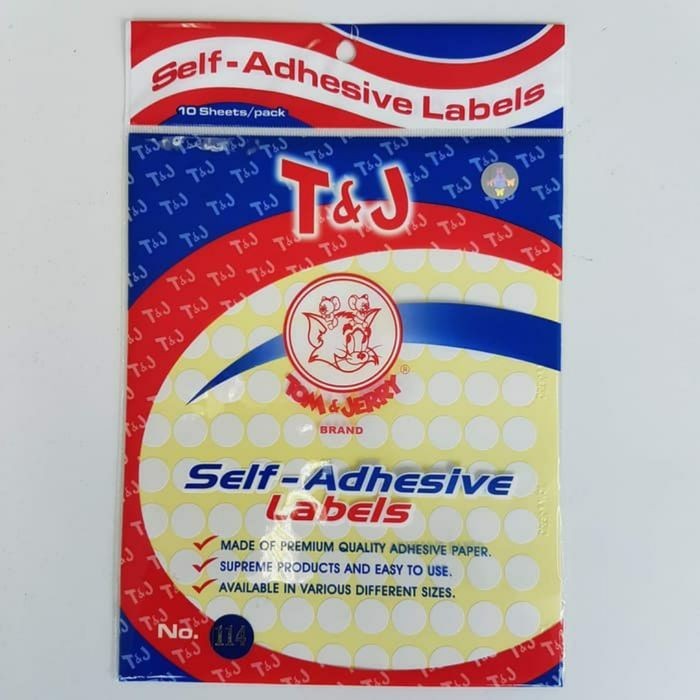 Self-Adhesive Labels
10 Sheets/pack
T&J
TOM & JERRY®
BRAND
Self-Adhesive
Labels
MADE OF PREMIUM QUALITY ADHESIVE PAPER.
SUPREME PRODUCTS AND EASY TO USE.
AVAILABLE IN VARIOUS DIFFERENT SIZES.
No. 114
T&J